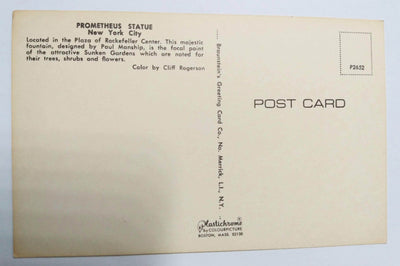 PROMETHEUS STATUE
New York City
Located in the Plaza of Rockefeller Center. This majestic
fountain, designed by Paul Manship, is the focal point
of the attractive Sunken Gardens which are noted for
their trees, shrubs and flowers.
Color by Cliff Rogerson
Braunstein's Greeting Card Co., No. Merrick, L.I., N.Y.
P3652
POST CARD
Plastichrome
by COLOURPICTURE
BOSTON, MASS. 02130